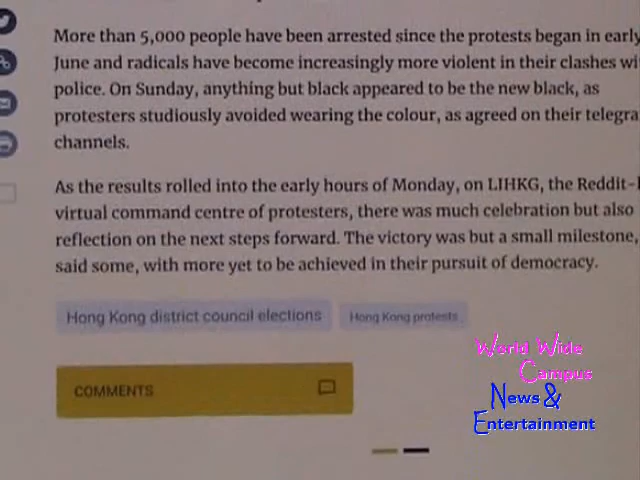 More than 5,000 people have been arrested since the protests began in early
June and radicals have become increasingly more violent in their clashes wi
police. On Sunday, anything but black appeared to be the new black, as
protesters studiously avoided wearing the colour, as agreed on their telegra
channels.
As the results rolled into the early hours of Monday, on LIHKG, the Reddit-
virtual command centre of protesters, there was much celebration but also
reflection on the next steps forward. The victory was but a small milestone,
said some, with more yet to be achieved in their pursuit of democracy.
Hong Kong district council elections Hong Kong protests
COMMENTS
World Wide
Campus
News &
Entertainment